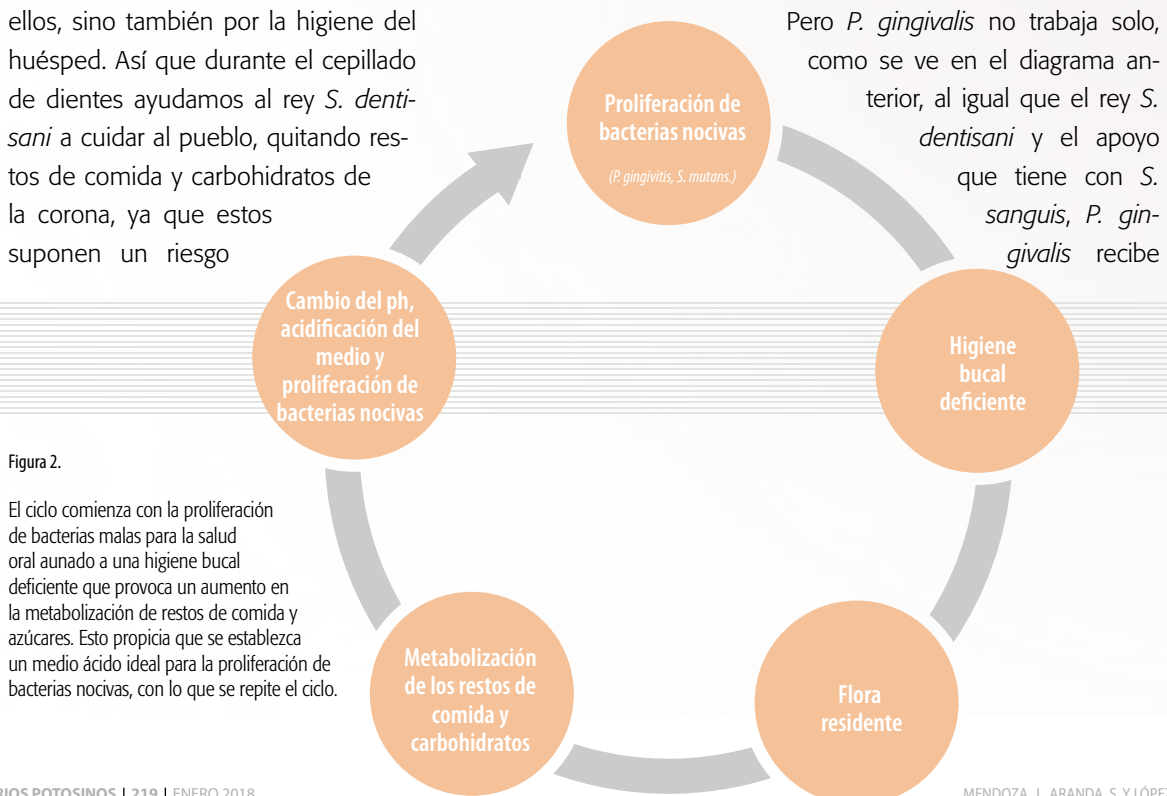 ellos, sino también por la higiene del
huésped. Así que durante el cepillado
de dientes ayudamos al rey S. denti-
sani a cuidar al pueblo, quitando res-
tos de comida y carbohidratos de
la corona, ya que estos
suponen un riesgo
Pero P. gingivalis no trabaja solo,
como se ve en el diagrama an-
terior, al igual que el rey S.
dentisani y el apoyo
que tiene con S.
sanguis, P. gin-
givalis recibe
Proliferación de
bacterias nocivas
(P. gingivitis, S. mutans.)
Higiene
bucal
deficiente
Flora
residente
Metabolización
de los restos de
comida y
carbohidratos
Cambio del ph,
acidificación del
medio y
proliferación de
bacterias nocivas
Figura 2.
El ciclo comienza con la proliferación
de bacterias malas para la salud
oral aunado a una higiene bucal
deficiente que provoca un aumento en
la metabolización de restos de comida y
azúcares. Esto propicia que se establezca
un medio ácido ideal para la proliferación de
bacterias nocivas, con lo que se repite el ciclo.
RIOS POTOSINOS | 219 | ENERO 2018
MENDOZA, J., ARANDA, S. Y LÓPEZ